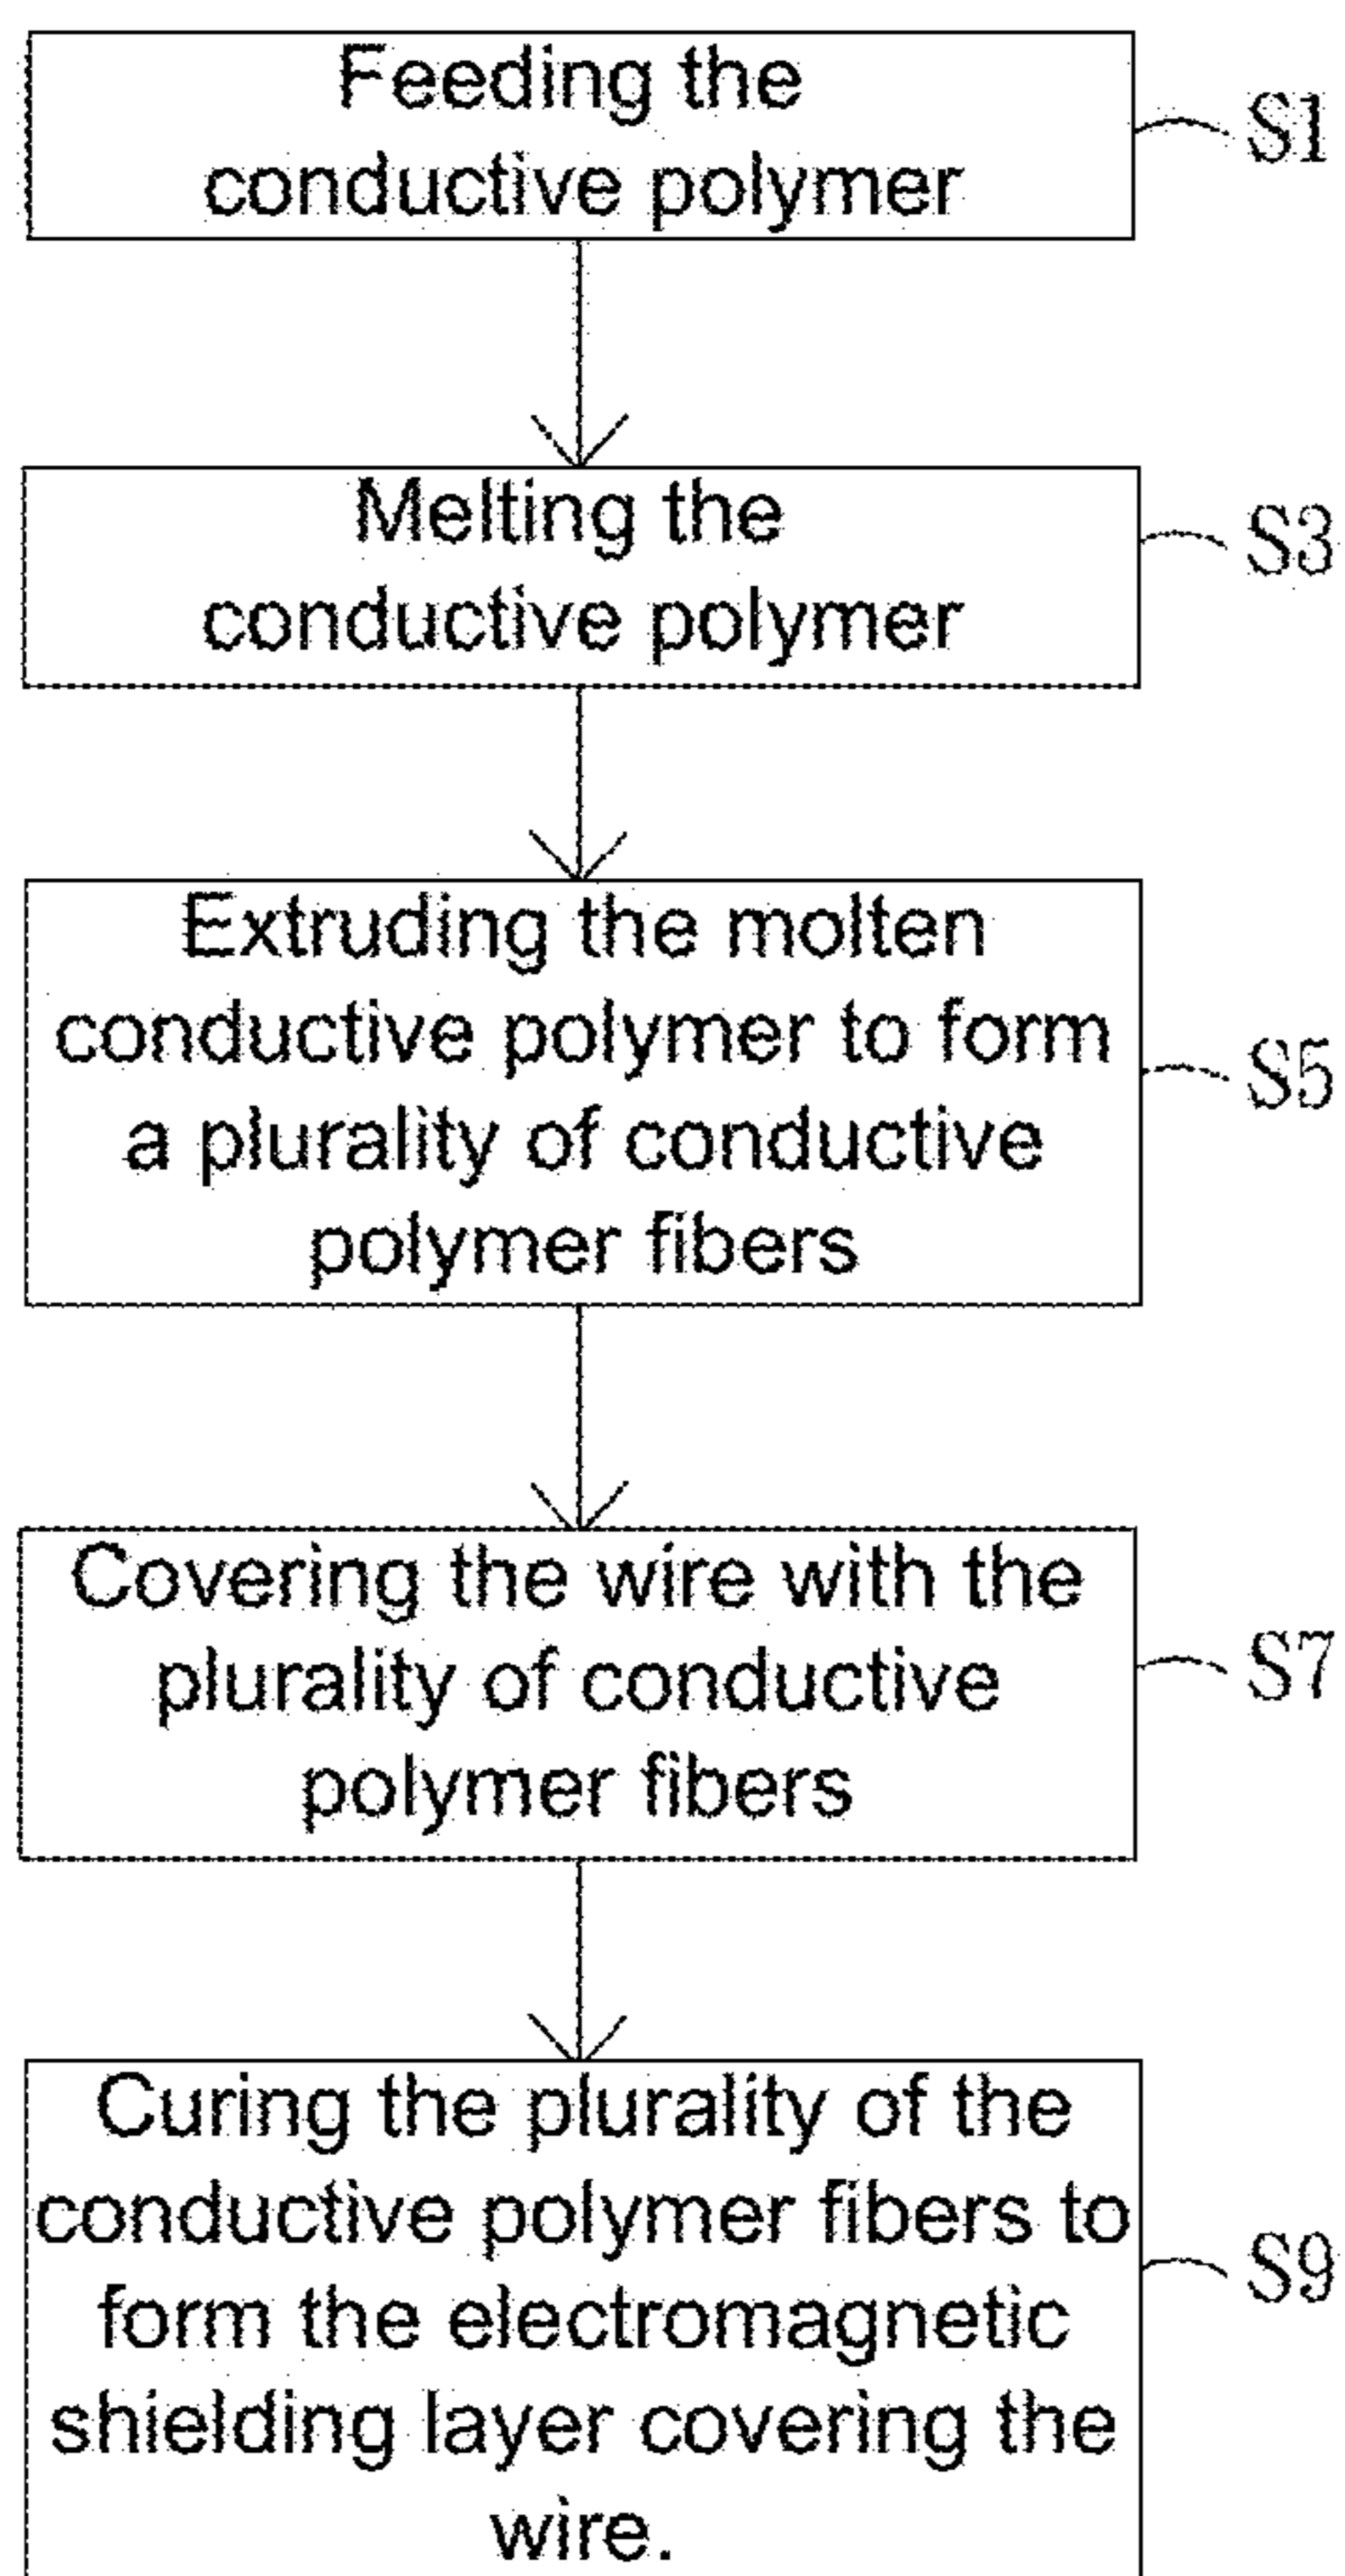 Feeding the
conductive polymer
S1
Melting the
conductive polymer
S3
Extruding the molten
conductive polymer to form
a plurality of conductive
polymer fibers
S5
Covering the wire with the
plurality of conductive
polymer fibers
S7
Curing the plurality of the
conductive polymer fibers to
form the electromagnetic
shielding layer covering the
wire.
S9